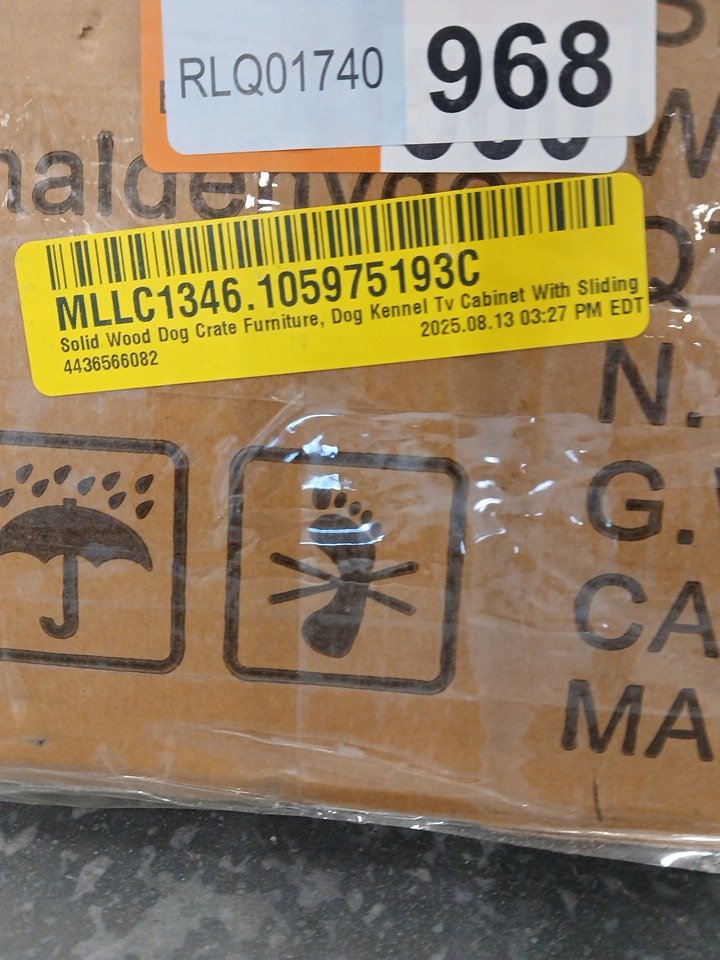 RLQ01740
968
MLLC1346.105975193C
Solid Wood Dog Crate Furniture, Dog Kennel Tv Cabinet With Sliding
2025.08.13 03:27 PM EDT
4436566082
N.
G.
CA
MA